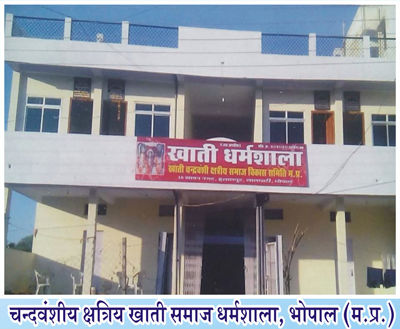 खाती धर्मशाला
खाती चन्द्रवंशी क्षत्रीय समाज विकास समिति म.प्र.
चन्दवंशीय क्षत्रिय खाती समाज धर्मशाला, भोपाल (म.प्र.)